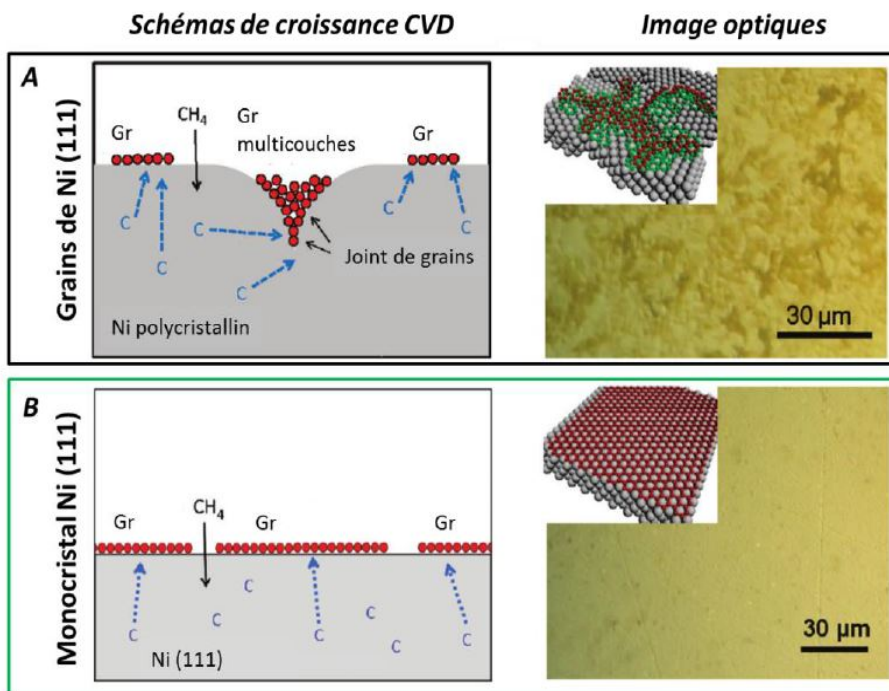 Schémas de croissance CVD
Image optiques
A
Grains de Ni (111)
CH4
Gr
Gr
multicouches
Gr
C
C
C
C
C
Joint de grains
Ni polycristallin
30 µm
B
Monocristal Ni (111)
CH4
Gr
Gr
Gr
C
C
C
C
C
C
C
Ni (111)
30 µm